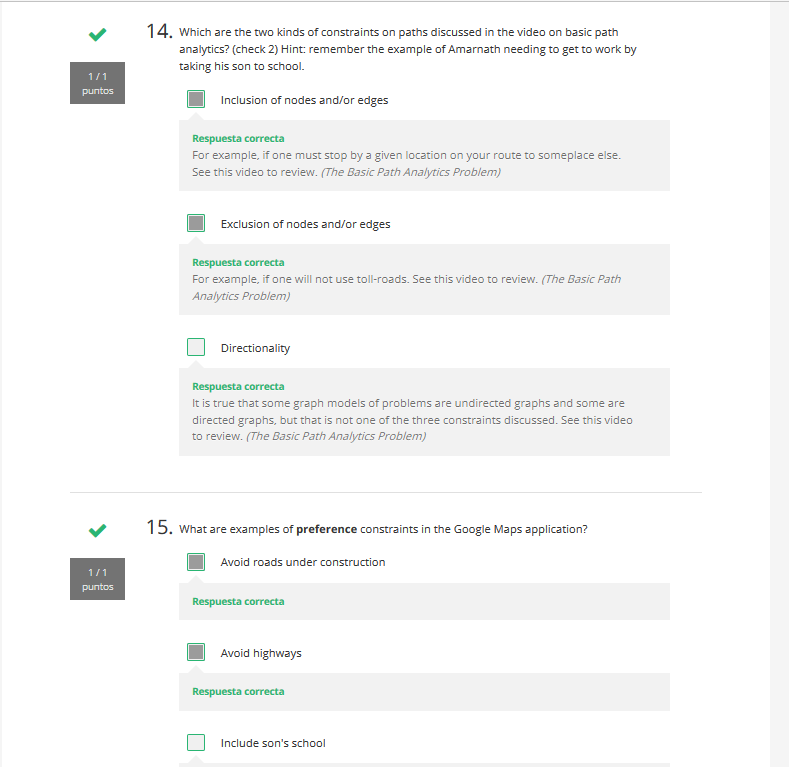 14. Which are the two kinds of constraints on paths discussed in the video on basic path
analytics? (check 2) Hint: remember the example of Amarnath needing to get to work by
taking his son to school.
1 / 1
puntos
Inclusion of nodes and/or edges
Respuesta correcta
For example, if one must stop by a given location on your route to someplace else.
See this video to review. (The Basic Path Analytics Problem)
Exclusion of nodes and/or edges
Respuesta correcta
For example, if one will not use toll-roads. See this video to review. (The Basic Path
Analytics Problem)
Directionality
Respuesta correcta
It is true that some graph models of problems are undirected graphs and some are
directed graphs, but that is not one of the three constraints discussed. See this video
to review. (The Basic Path Analytics Problem)
15. What are examples of preference constraints in the Google Maps application?
1 / 1
puntos
Avoid roads under construction
Respuesta correcta
Avoid highways
Respuesta correcta
Include son's school